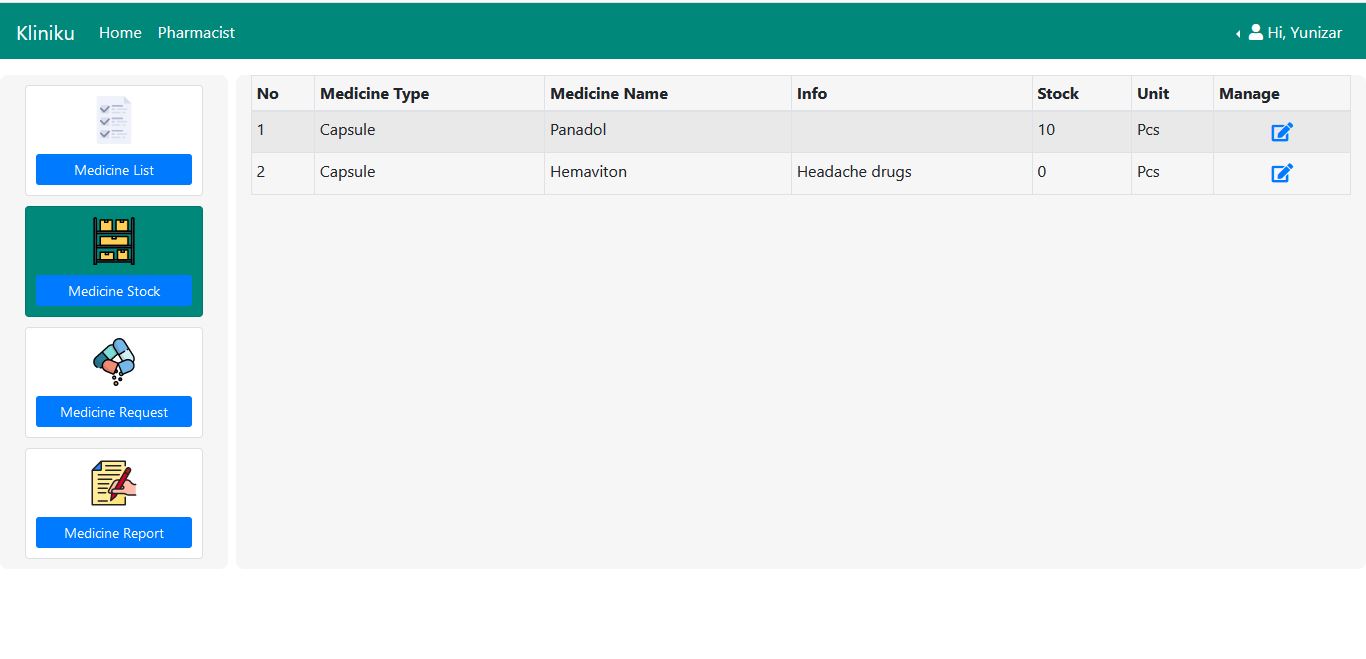 Kliniku Home Pharmacist Hi, Yunizar
Medicine List
Medicine Stock
Medicine Request
Medicine Report
No Medicine Type Medicine Name Info Stock Unit Manage
1 Capsule Panadol 10 Pcs
2 Capsule Hemaviton Headache drugs 0 Pcs